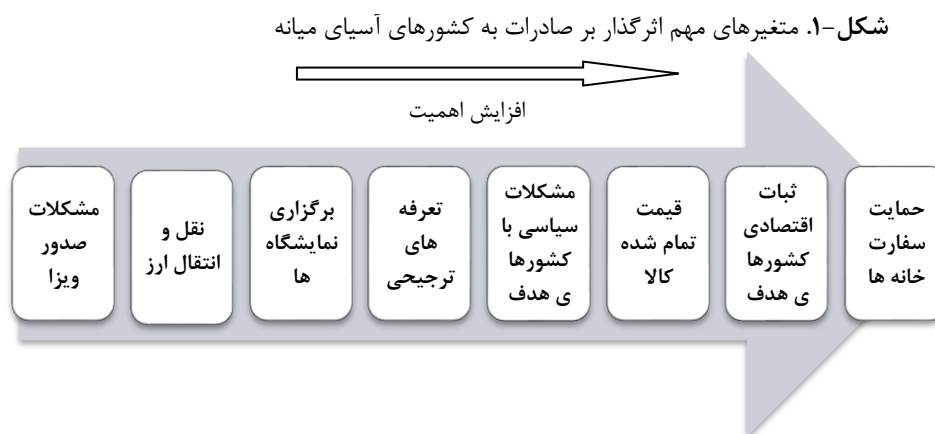 شکل-۱. متغیرهای مهم اثرگذار بر صادرات به کشورهای آسیای میانه
افزایش اهمیت
حمایت
سفارت
خانه ها
ثبات
اقتصادی
کشورها
ی هدف
قیمت
تمام شده
کالا
مشکلات
سیاسی با
کشورها
ی هدف
تعرفه
های
ترجیحی
برگزاری
نمایشگاه
ها
نقل و
انتقال ارز
مشکلات
صدور
ویزا